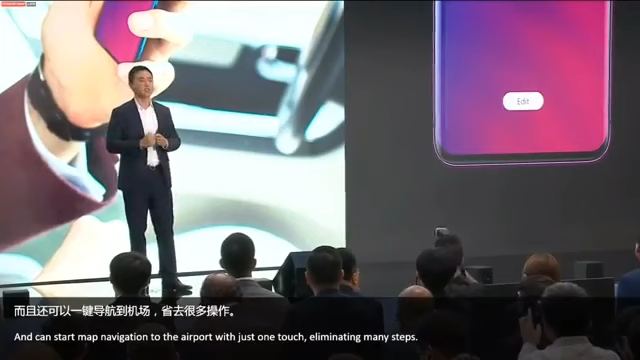 Edit
而且还可以一键导航到机场，省去很多操作。
And can start map navigation to the airport with just one touch, eliminating many steps.